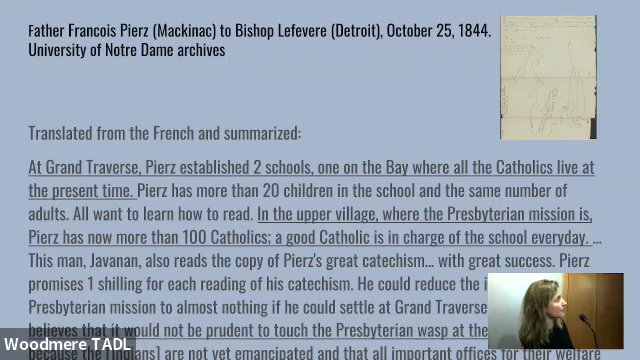 Father Francois Pierz (Mackinac) to Bishop Lefevere (Detroit), October 25, 1844.
University of Notre Dame archives
Translated from the French and summarized:
At Grand Traverse, Pierz established 2 schools, one on the Bay where all the Catholics live at
the present time. Pierz has more than 20 children in the school and the same number of
adults. All want to learn how to read. In the upper village, where the Presbyterian mission is,
Pierz has now more than 100 Catholics; a good Catholic is in charge of the school everyday. ...
This man, Javanan, also reads the copy of Pierz's great catechism... with great success. Pierz
promises 1 shilling for each reading of his catechism. He could reduce the
Presbyterian mission to almost nothing if he could settle at Grand Traverse
believes that it would not be prudent to touch the Presbyterian wasp at the
because the [Indians] are not yet emancipated and that all important offices for their welfare
Woodmere TADL